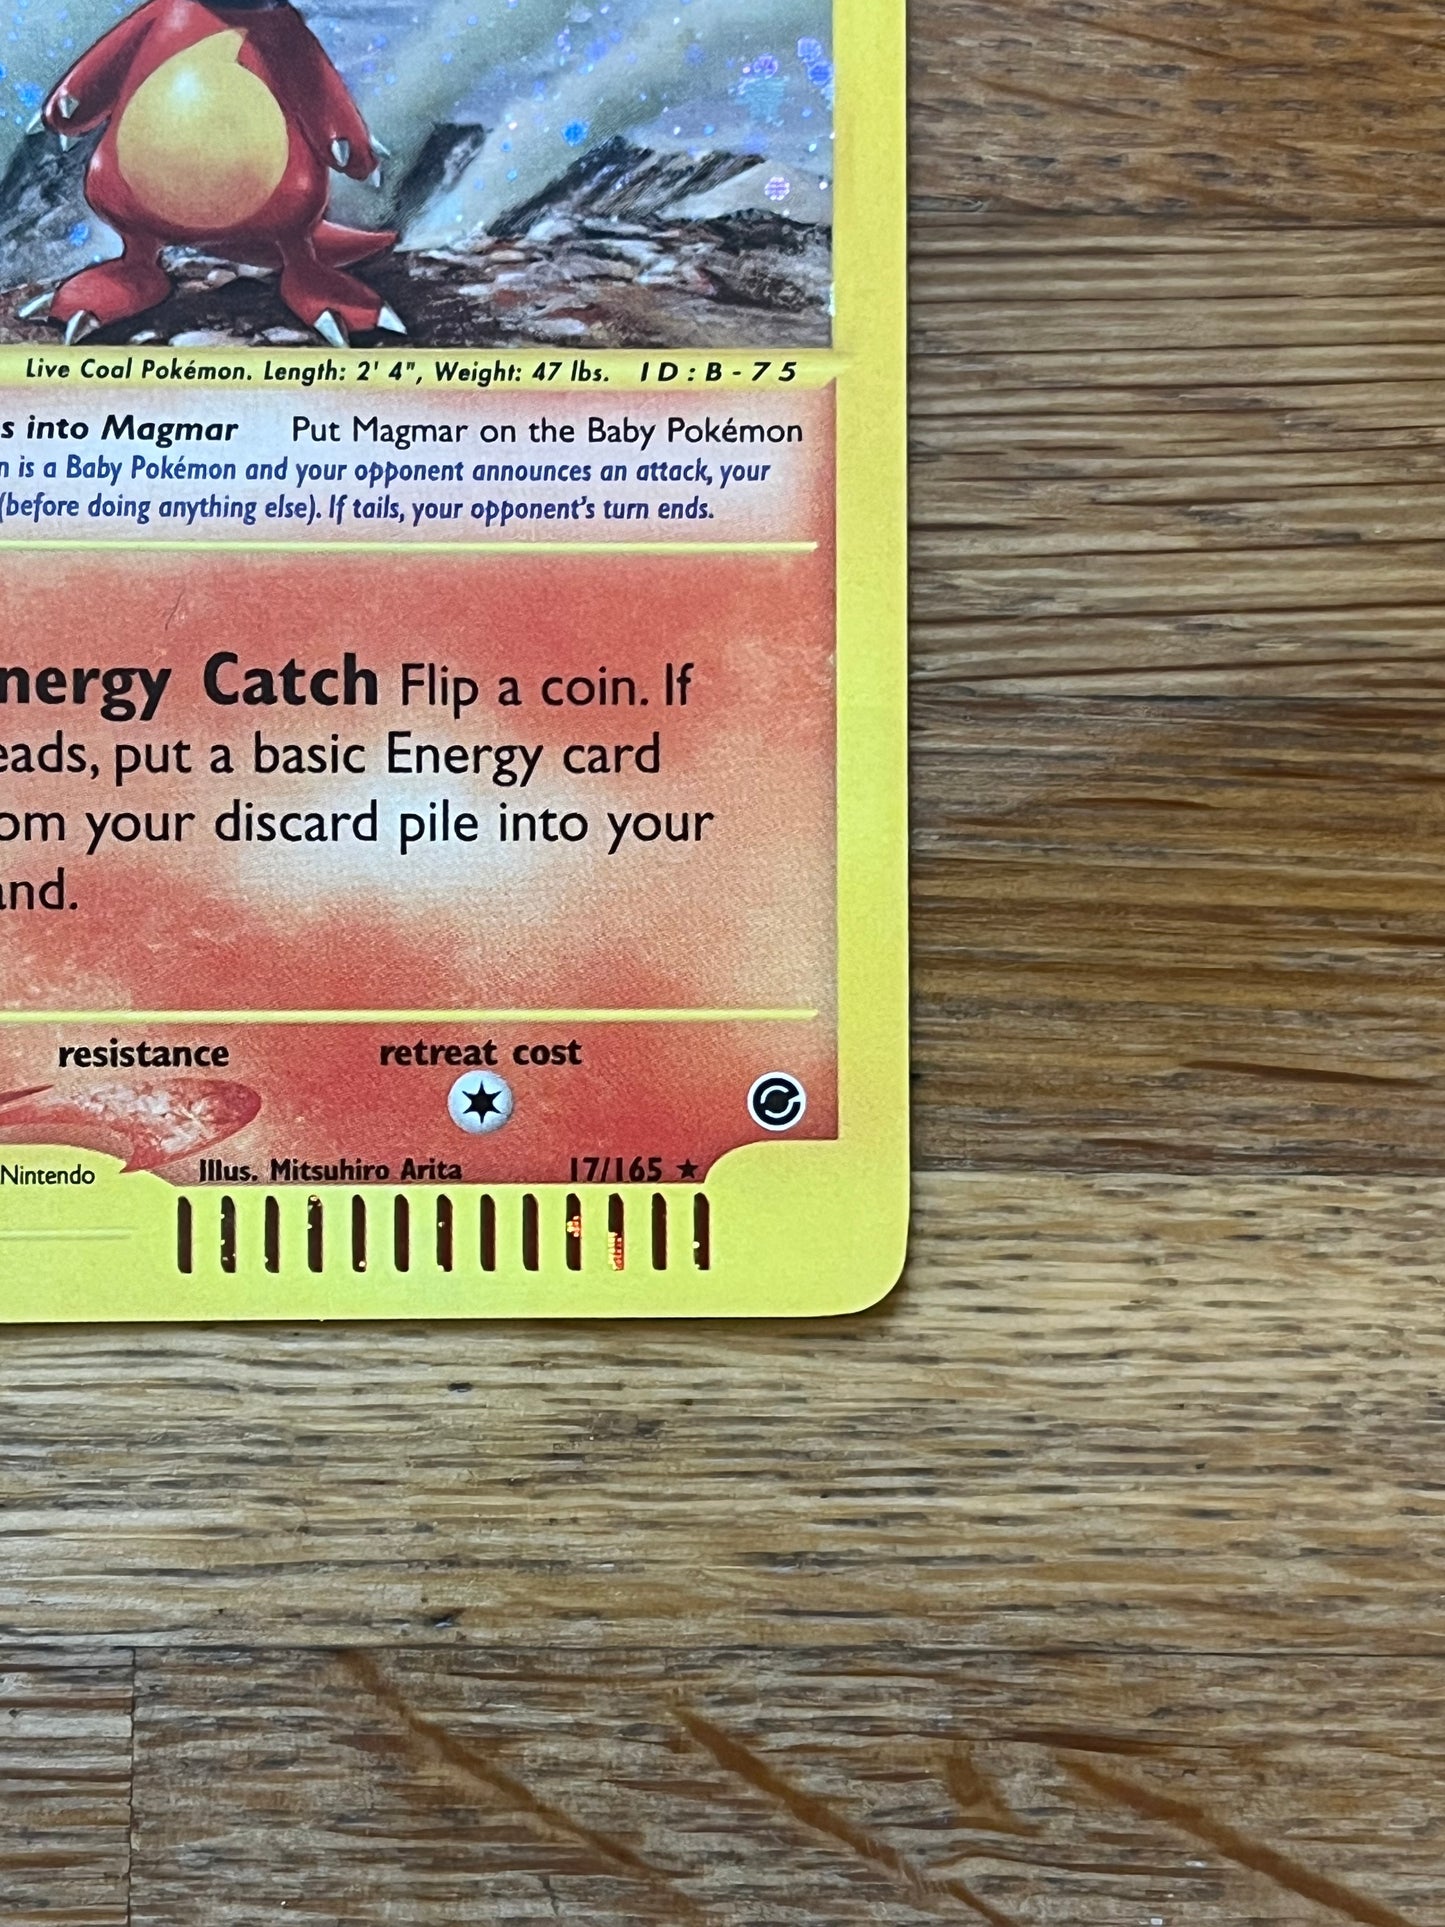 Live Coal Pokémon. Length: 2' 4", Weight: 47 lbs. ID:B-75
s into Magmar Put Magmar on the Baby Pokémon
n is a Baby Pokémon and your opponent announces an attack, your
(before doing anything else). If tails, your opponent's turn ends.
nergy Catch Flip a coin. If
eads, put a basic Energy card
om your discard pile into your
and.
resistance retreat cost
Nintendo Illus. Mitsuhiro Arita 17/165 ★